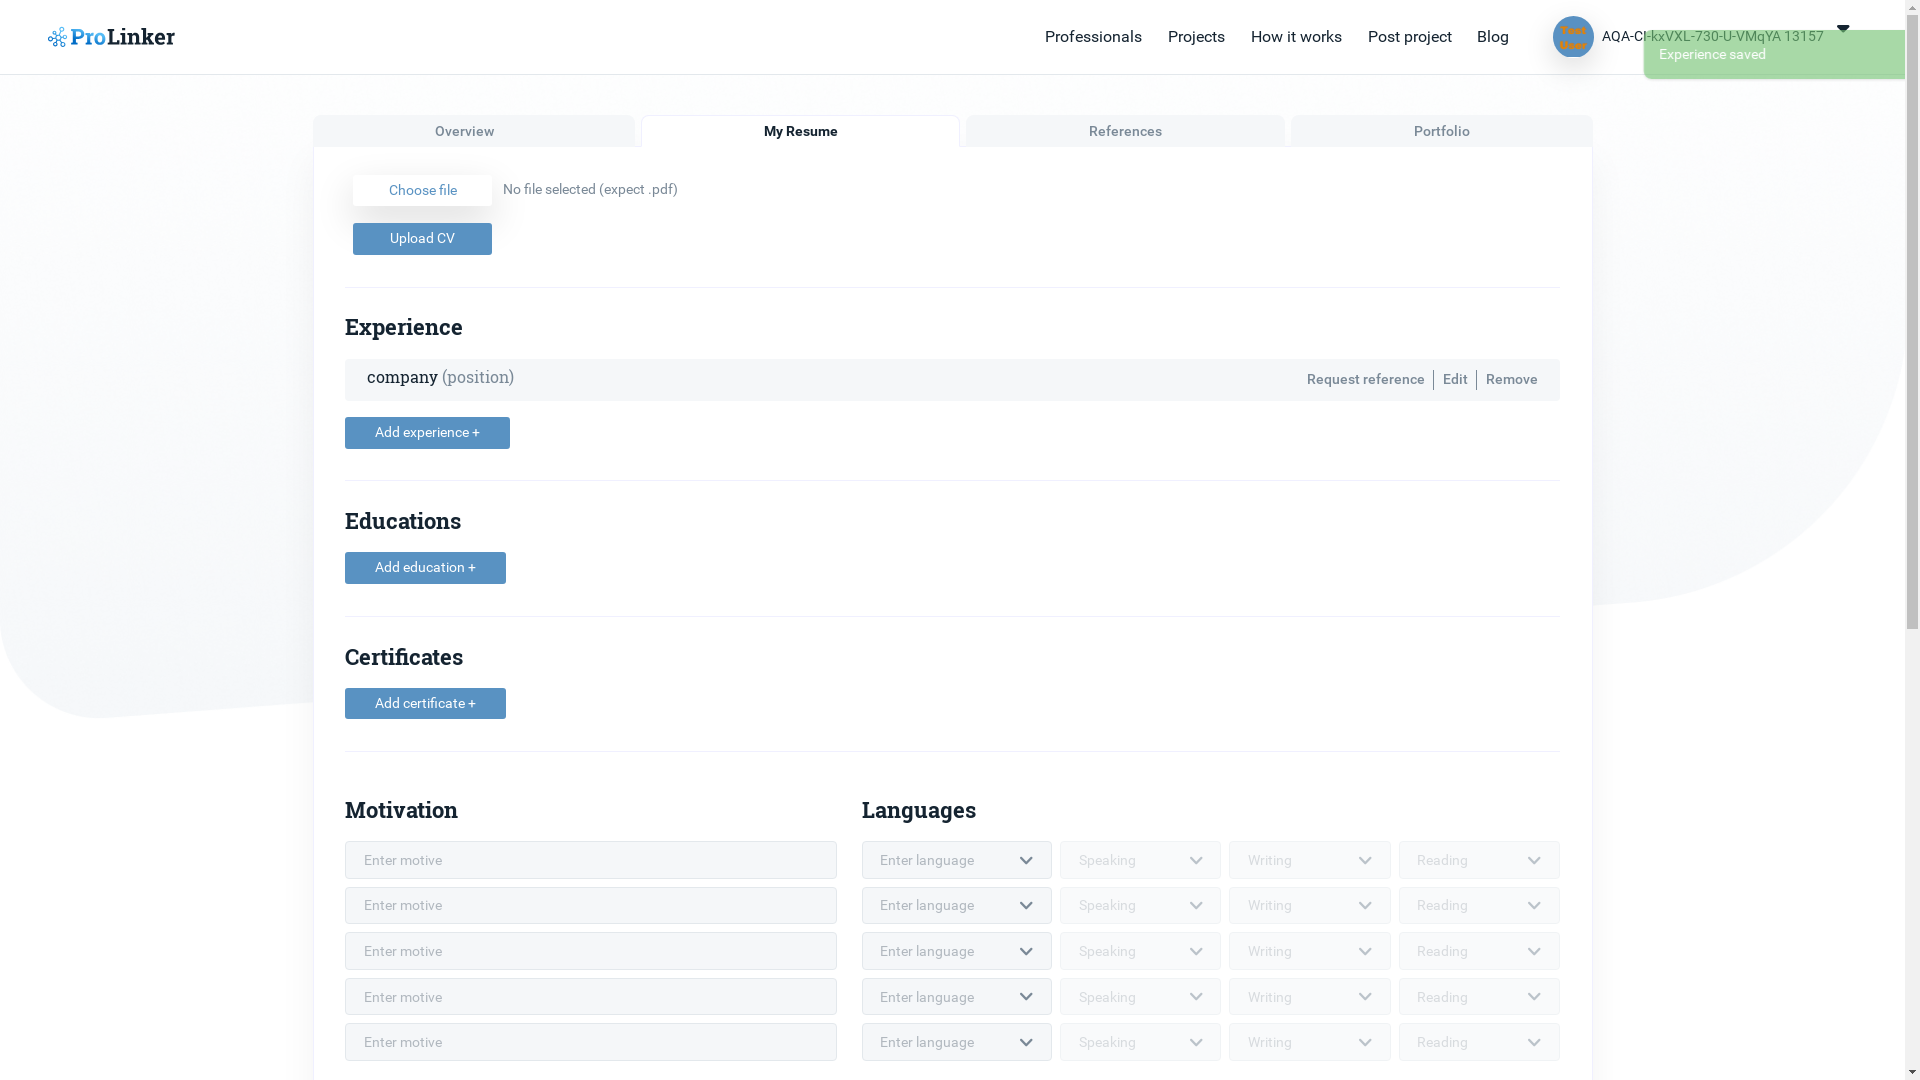 ProLinker
Professionals
Projects
How it works
Post project
Blog
Test User
AQA-CI-kxVXL-730-U-VMqYA 13157
Experience saved
Overview
My Resume
References
Portfolio
Choose file
No file selected (expect .pdf)
Upload CV
Experience
company (position)
Request reference
Edit
Remove
Add experience +
Educations
Add education +
Certificates
Add certificate +
Motivation
Languages
Enter motive
Enter language
Speaking
Writing
Reading
Enter motive
Enter language
Speaking
Writing
Reading
Enter motive
Enter language
Speaking
Writing
Reading
Enter motive
Enter language
Speaking
Writing
Reading
Enter motive
Enter language
Speaking
Writing
Reading